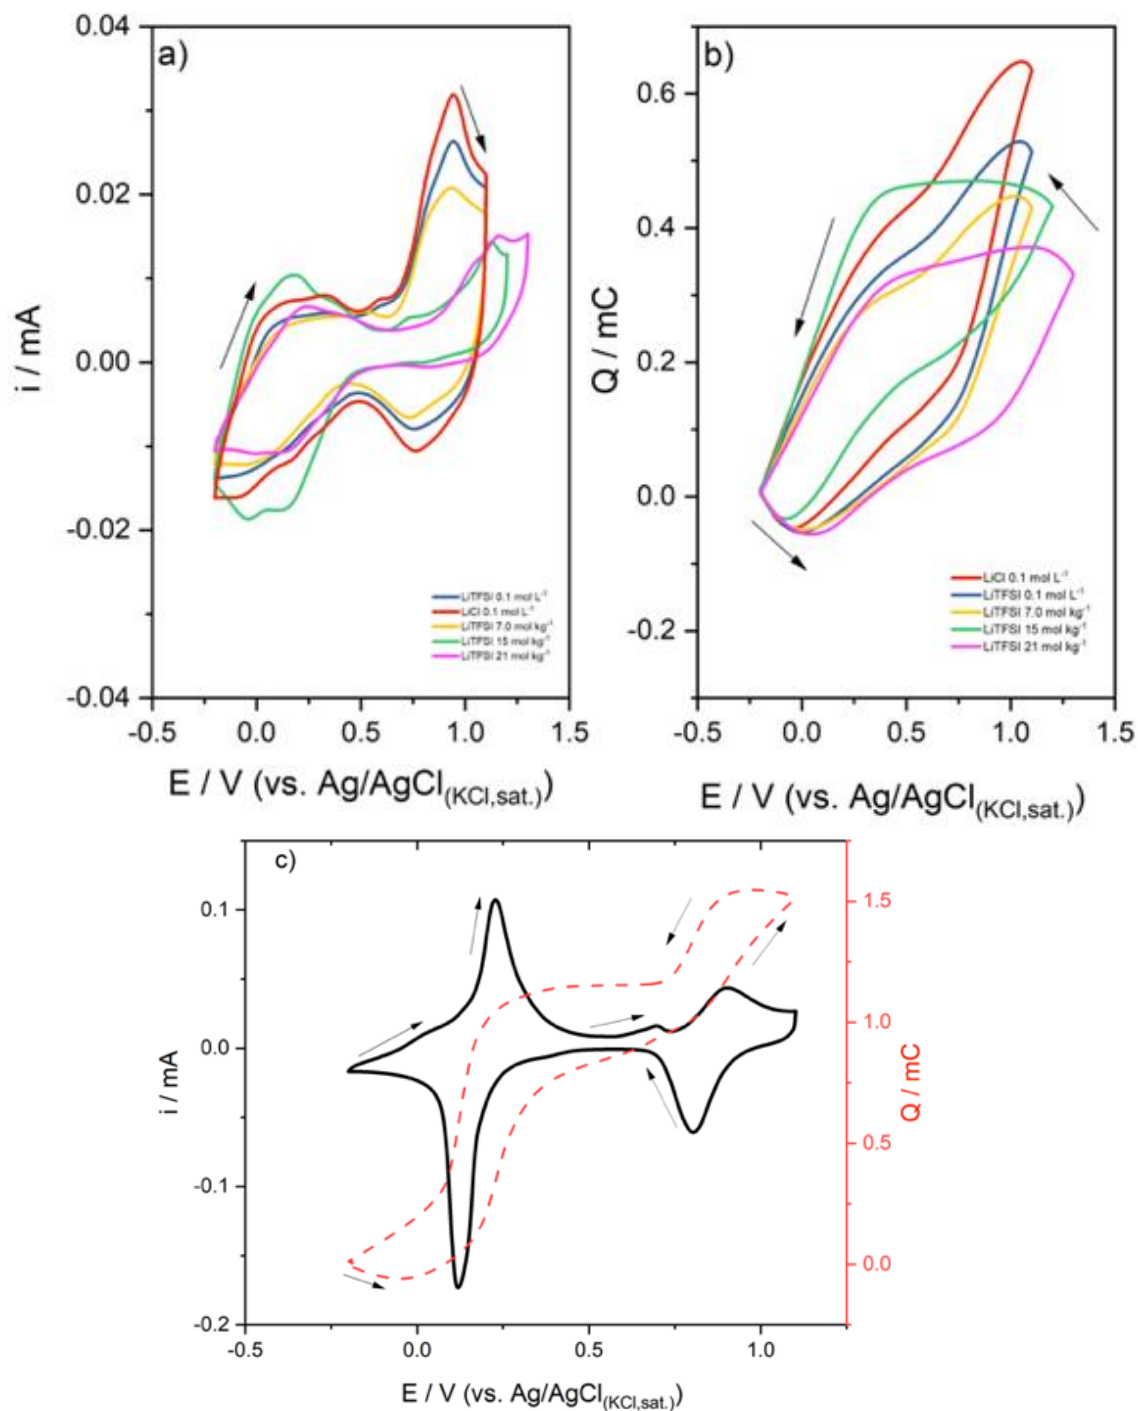 a)
i / mA
0.04
0.02
0.00
-0.02
-0.04
-0.5
0.0
0.5
1.0
1.5
E / V (vs. Ag/AgCl(KCl,sat.))
LiTFSI 0.1 mol L⁻¹
LiCl 0.1 mol L⁻¹
LiTFSI 7.0 mol kg⁻¹
LiTFSI 15 mol kg⁻¹
LiTFSI 21 mol kg⁻¹
b)
Q / mC
0.6
0.4
0.2
0.0
-0.2
-0.5
0.0
0.5
1.0
1.5
E / V (vs. Ag/AgCl(KCl,sat.))
LiCl 0.1 mol L⁻¹
LiTFSI 0.1 mol L⁻¹
LiTFSI 7.0 mol kg⁻¹
LiTFSI 15 mol kg⁻¹
LiTFSI 21 mol kg⁻¹
c)
i / mA
0.1
0.0
-0.1
-0.2
-0.5
0.0
0.5
1.0
E / V (vs. Ag/AgCl(KCl,sat.))
1.5
1.0
0.5
0.0
Q / mC